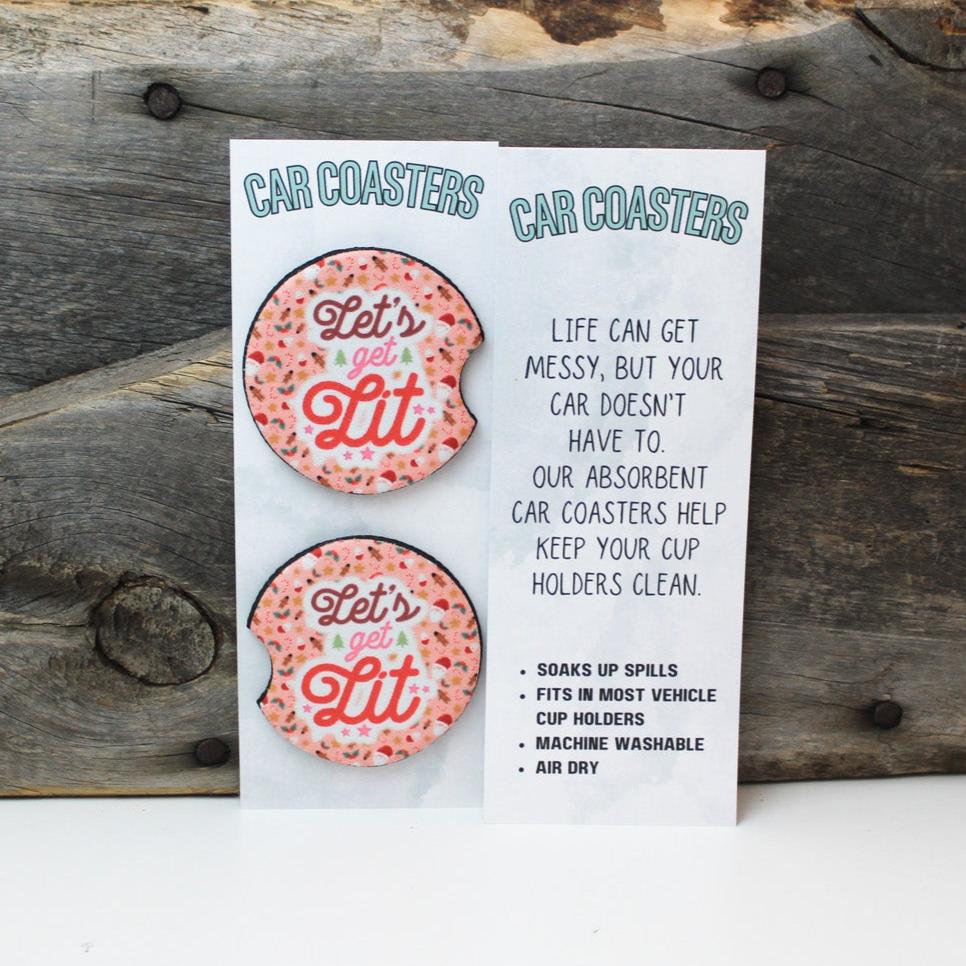 CAR COASTERS
Let's
get
Lit
Let's
get
Lit
CAR COASTERS
LIFE CAN GET
MESSY, BUT YOUR
CAR DOESN'T
HAVE TO.
OUR ABSORBENT
CAR COASTERS HELP
KEEP YOUR CUP
HOLDERS CLEAN.
• SOAKS UP SPILLS
• FITS IN MOST VEHICLE
CUP HOLDERS
• MACHINE WASHABLE
• AIR DRY